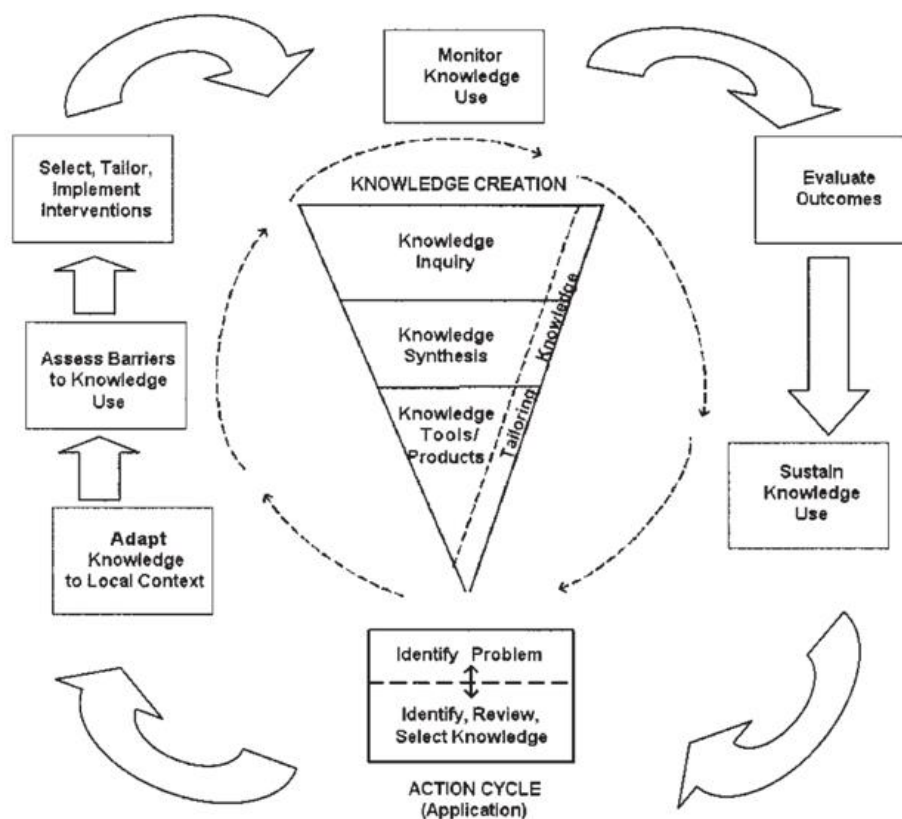 Monitor
Knowledge
Use
Select, Tailor,
Implement
Interventions
Evaluate
Outcomes
KNOWLEDGE CREATION
Knowledge
Inquiry
Knowledge
Synthesis
Knowledge
Tools/
Products
Tailoring Knowledge
Assess Barriers
to Knowledge
Use
Sustain
Knowledge
Use
Adapt
Knowledge
to Local Context
Identify Problem
Identify, Review,
Select Knowledge
ACTION CYCLE
(Application)